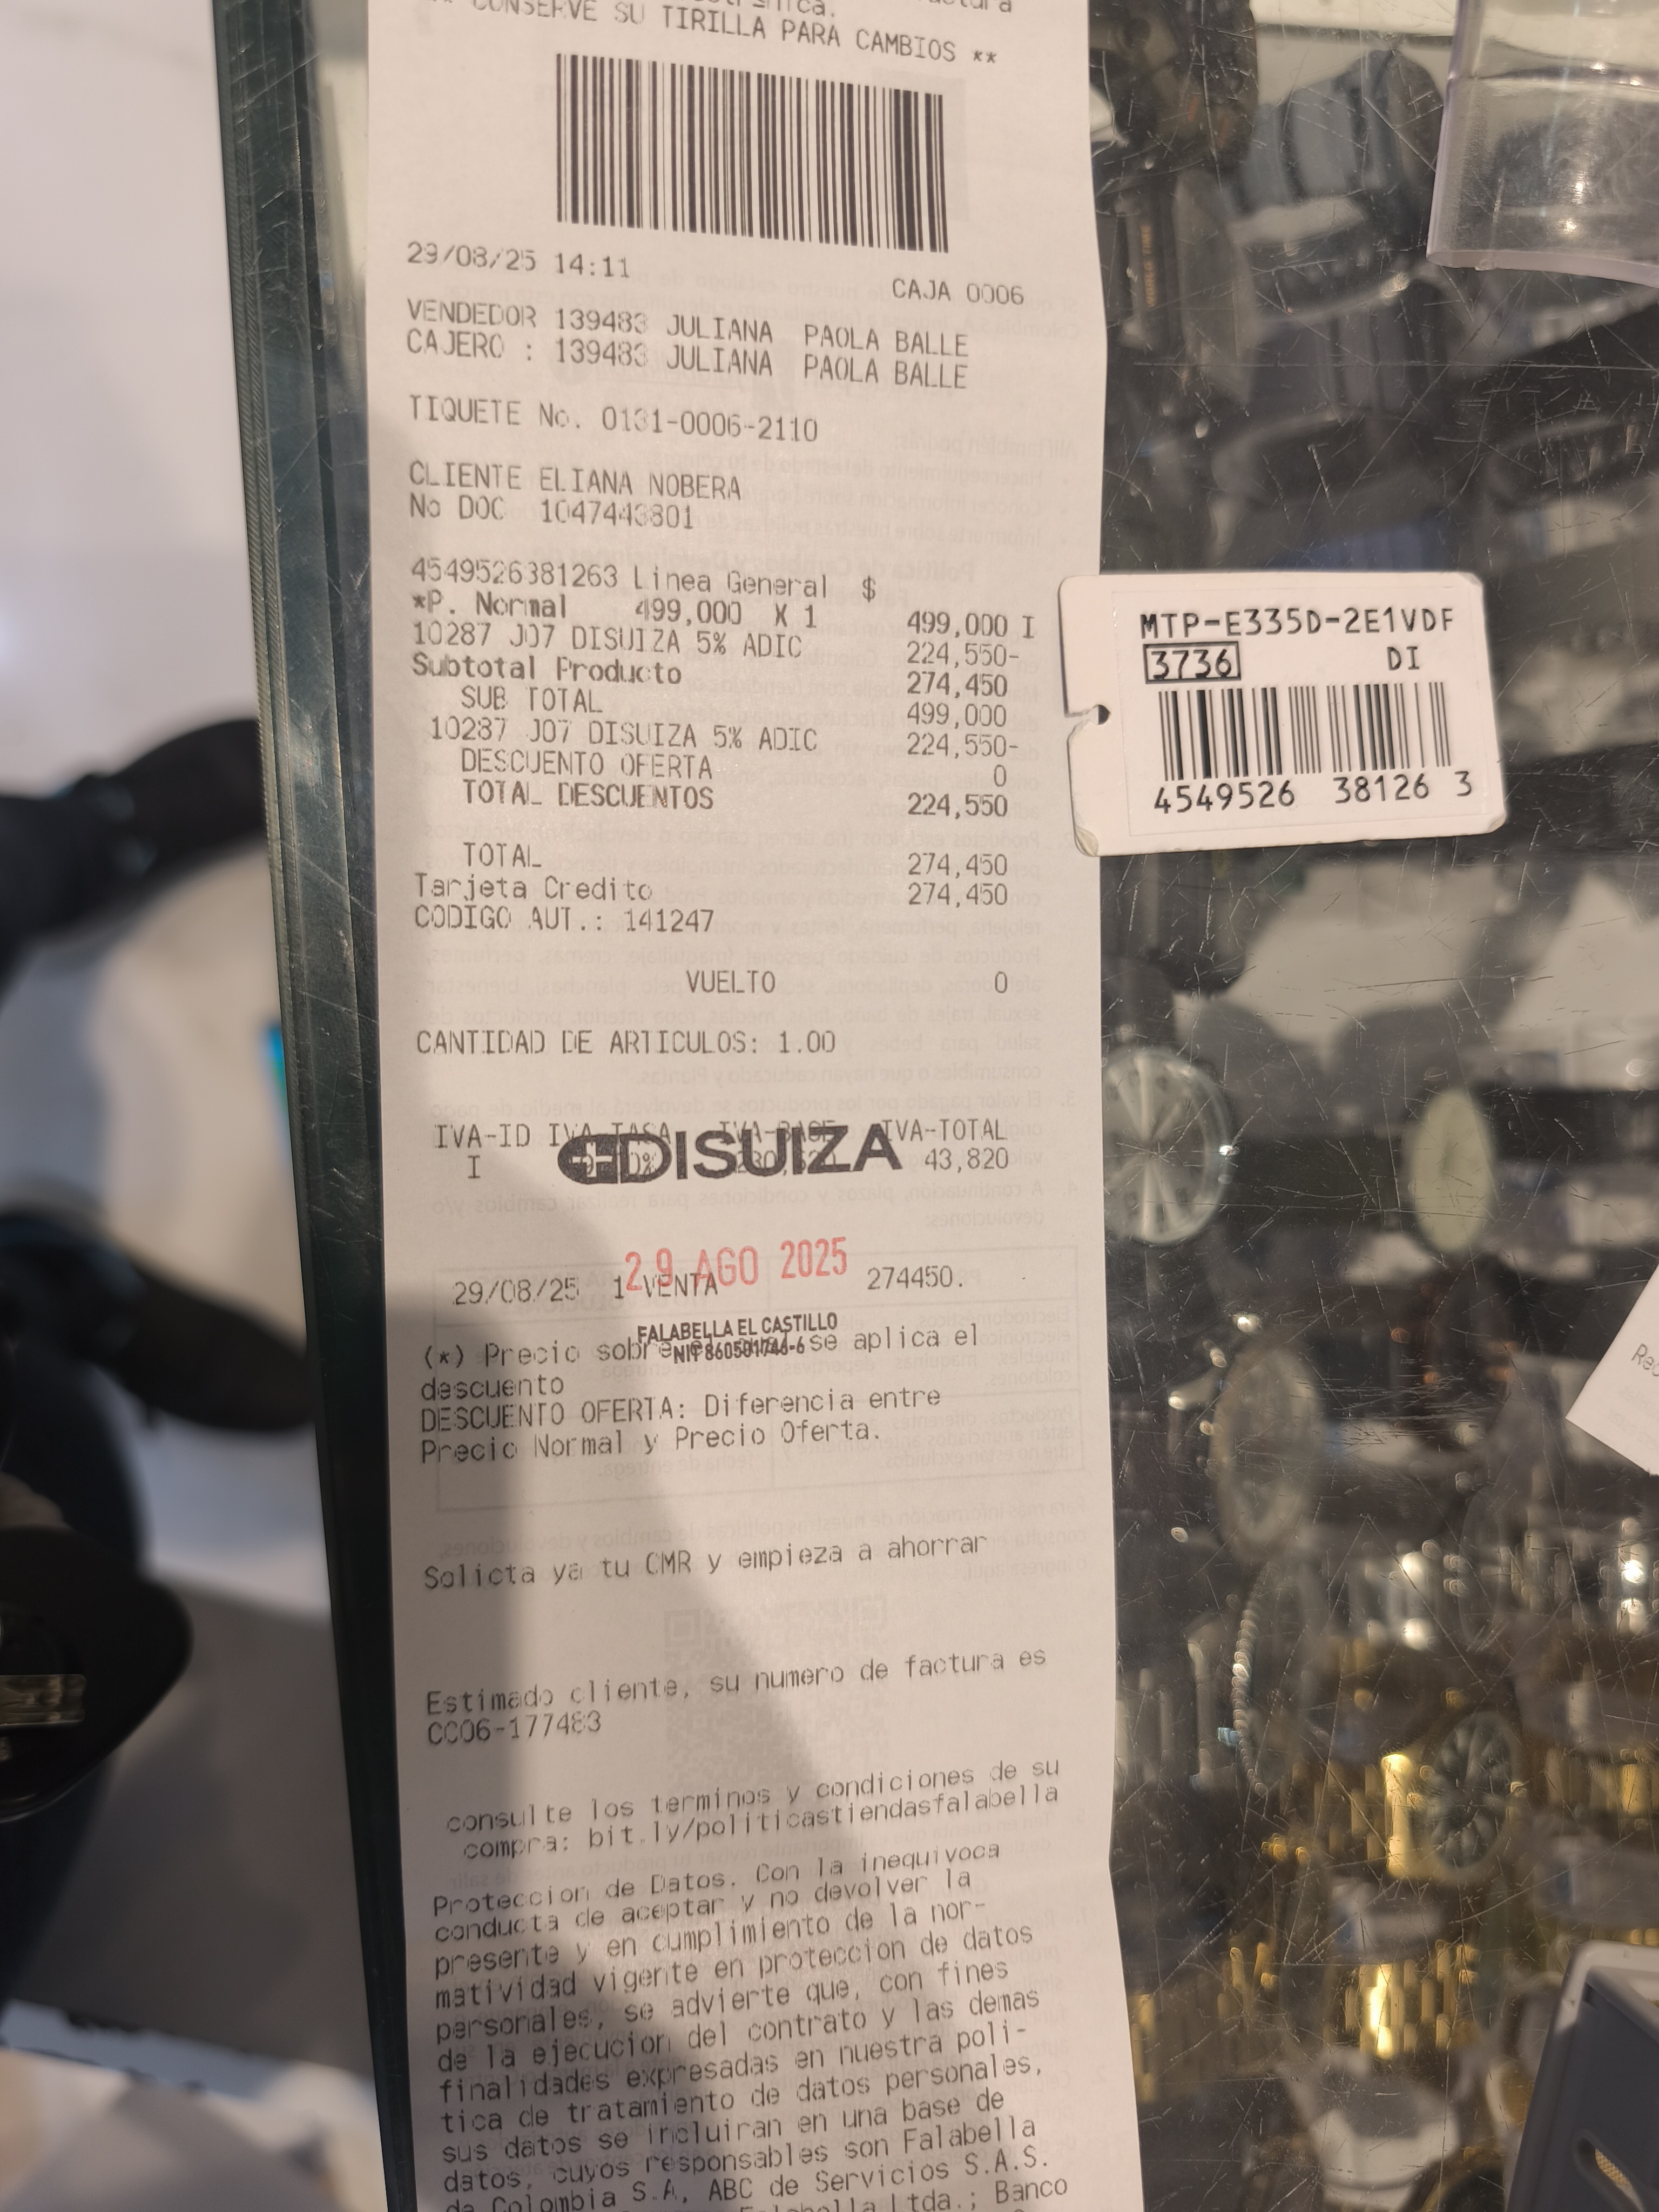 CONSERVE SU TIRILLA PARA CAMBIOS **
29/08/25 14:11
CAJA 0006
VENDEDOR 139483 JULIANA PAOLA BALLE
CAJERO : 139483 JULIANA PAOLA BALLE
TIQUETE No. 0131-0006-2110
CLIENTE ELIANA NOBERA
No DOC 1047443801
4549526381263 Linea General $
*P. Normal 499,000 X 1 499,000 I
10287 J07 DISUIZA 5% ADIC 224,550-
Subtotal Producto 274,450
SUB TOTAL 499,000
10287 J07 DISUIZA 5% ADIC 224,550-
DESCUENTO OFERTA 0
TOTAL DESCUENTOS 224,550
TOTAL 274,450
Tarjeta Credito 274,450
CODIGO AUT.: 141247
VUELTO 0
CANTIDAD DE ARTICULOS: 1.00
IVA-ID IVA-TASA IVA-BASE IVA-TOTAL
I 43,820
DISUIZA
29 AGO 2025
29/08/25 1 VENTA 274450.
FALABELLA EL CASTILLO
NIT 860501746-6
(*) Precio sobre se aplica el
descuento
DESCUENTO OFERTA: Diferencia entre
Precio Normal y Precio Oferta.
Solicta ya tu CMR y empieza a ahorrar
Estimado cliente, su numero de factura es
CC06-177483
consulte los terminos y condiciones de su
compra: bit.ly/politicastiendasfalabella
Proteccion de Datos. Con la inequivoca
conducta de aceptar y no devolver la
presente y en cumplimiento de la nor-
matividad vigente en proteccion de datos
personales, se advierte que, con fines
de la ejecucion del contrato y las demas
finalidades expresadas en nuestra poli-
tica de tratamiento de datos personales,
sus datos se incluiran en una base de
datos, cuyos responsables son Falabella
de Colombia S.A, ABC de Servicios S.A.S.
Ltda.; Banco
MTP-E335D-2E1VDF
3736 DI
4549526 38126 3